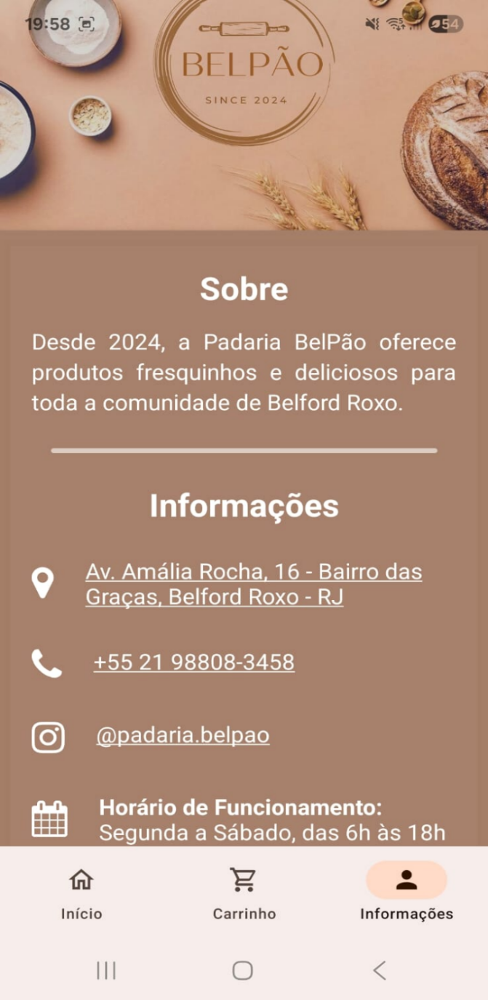 19:58
54
BELPÃO
SINCE 2024
Sobre
Desde 2024, a Padaria BelPão oferece
produtos fresquinhos e deliciosos para
toda a comunidade de Belford Roxo.
Informações
Av. Amália Rocha, 16 - Bairro das
Graças, Belford Roxo - RJ
+55 21 98808-3458
@padaria.belpao
Horário de Funcionamento:
Segunda a Sábado, das 6h às 18h
Início
Carrinho
Informações